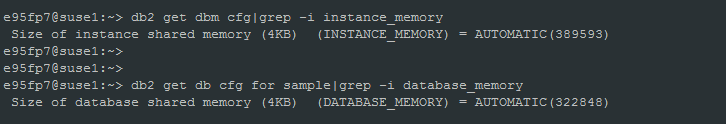 e95fp7@suse1:~> db2 get dbm cfg|grep -i instance_memory
 Size of instance shared memory (4KB)  (INSTANCE_MEMORY) = AUTOMATIC(389593)
e95fp7@suse1:~>
e95fp7@suse1:~>
e95fp7@suse1:~> db2 get db cfg for sample|grep -i database_memory
 Size of database shared memory (4KB)  (DATABASE_MEMORY) = AUTOMATIC(322848)